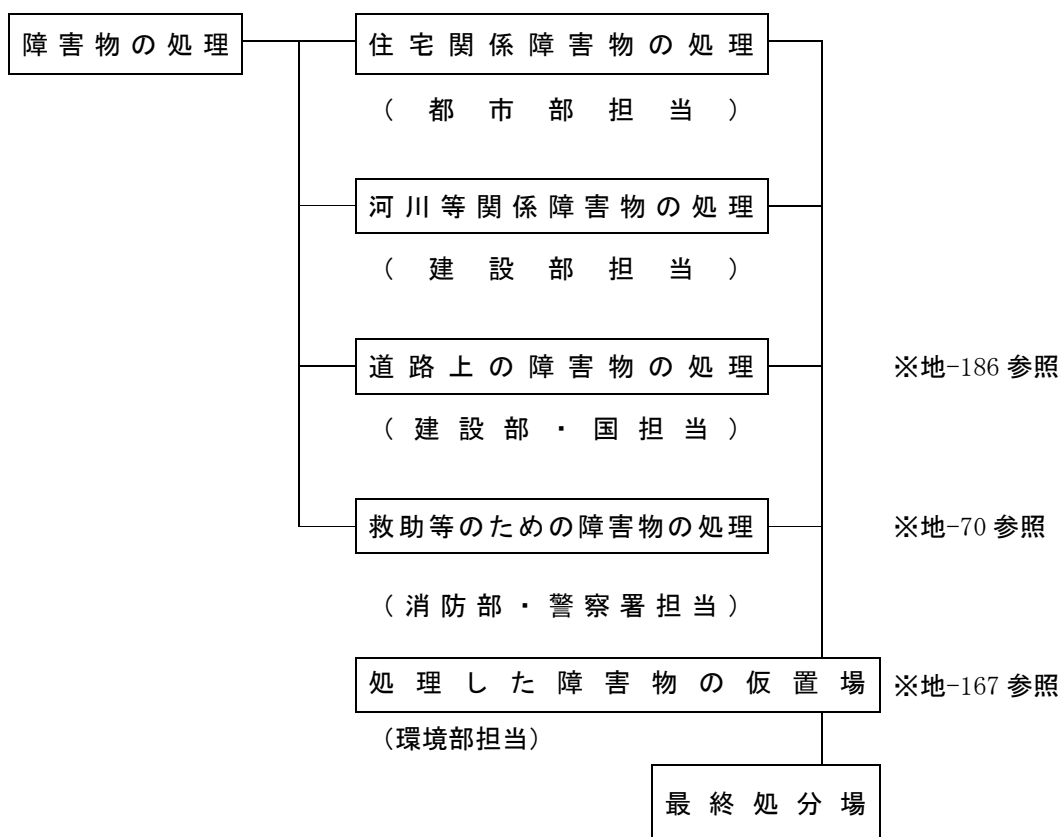 障害物の処理
住宅関係障害物の処理
（都市部担当）
河川等関係障害物の処理
（建設部担当）
道路上の障害物の処理 ※地-186 参照
（建設部・国担当）
救助等のための障害物の処理 ※地-70 参照
（消防部・警察署担当）
処理した障害物の仮置場 ※地-167 参照
（環境部担当）
最終処分場